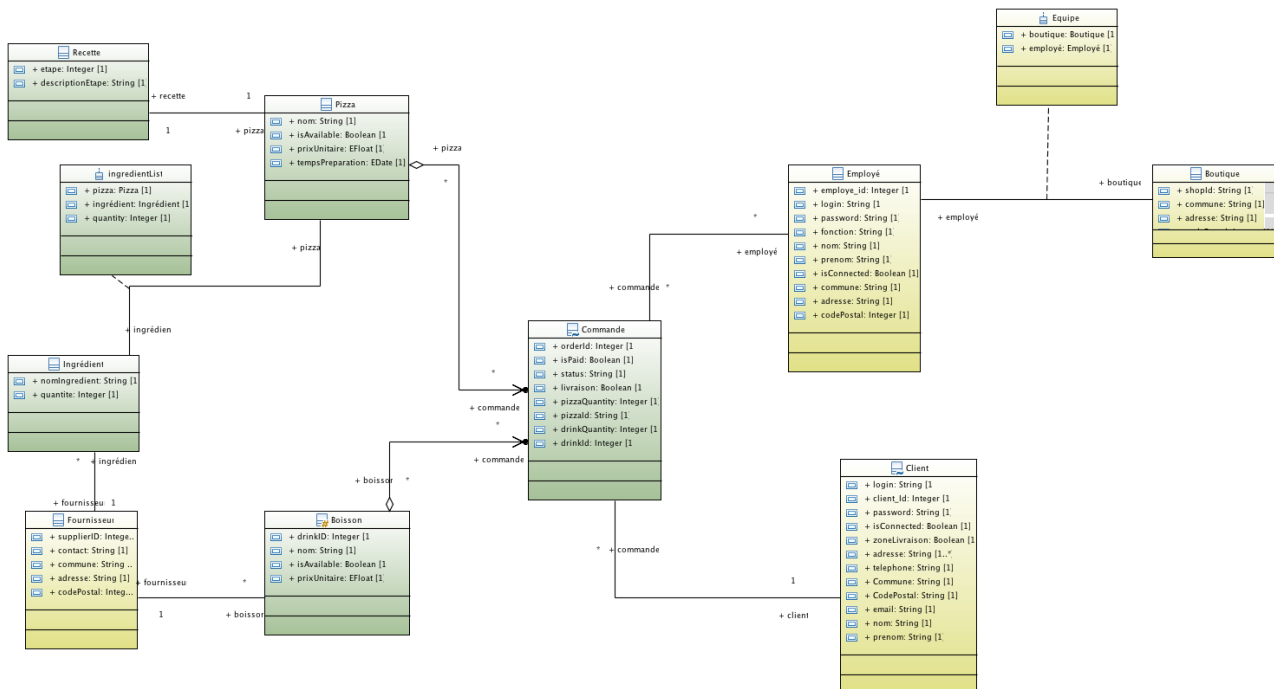 Equipe
+ boutique: Boutique [1
+ employé: Employé [1
Recette
+ etape: Integer [1]
+ descriptionEtape: String [1
+ recette
1
1
+ pizza
Pizza
+ nom: String [1]
+ isAvailable: Boolean [1
+ prixUnitaire: EFloat [1]
+ tempsPreparation: EDate [1]
+ pizza
*
ingredientList
+ pizza: Pizza [1]
+ ingrédient: Ingrédient [1
+ quantity: Integer [1]
+ pizza
+ ingrédien
Employé
+ employe_id: Integer [1
+ login: String [1]
+ password: String [1]
+ fonction: String [1]
+ nom: String [1]
+ prenom: String [1]
+ isConnected: Boolean [1]
+ commune: String [1]
+ adresse: String [1]
+ codePostal: Integer [1]
+ employé
+ boutique
Boutique
+ shopId: String [1]
+ commune: String [1]
+ adresse: String [1]
*
+ employé
+ commande *
Commande
+ orderId: Integer [1
+ isPaid: Boolean [1]
+ status: String [1]
+ livraison: Boolean [1]
+ pizzaQuantity: Integer [1]
+ pizzaId: String [1]
+ drinkQuantity: Integer [1]
+ drinkId: Integer [1
*
+ commande
*
+ commande
Ingrédient
+ nomIngredient: String [1]
+ quantite: Integer [1]
* + ingrédien
+ fournisseu 1
+ boisson *
Fournisseur
+ supplierID: Intege..
+ contact: String [1]
+ commune: String ..
+ adresse: String [1]
+ codePostal: Integ...
+ fournisseu
*
1
+ boisson
Boisson
+ drinkID: Integer [1
+ nom: String [1]
+ isAvailable: Boolean [1
+ prixUnitaire: EFloat [1]
* + commande
1
+ client
Client
+ login: String [1
+ client_Id: Integer [1
+ password: String [1]
+ isConnected: Boolean [1]
+ zoneLivraison: Boolean [1]
+ adresse: String [1..*
+ telephone: String [1]
+ Commune: String [1]
+ CodePostal: String [1]
+ email: String [1]
+ nom: String [1]
+ prenom: String [1]